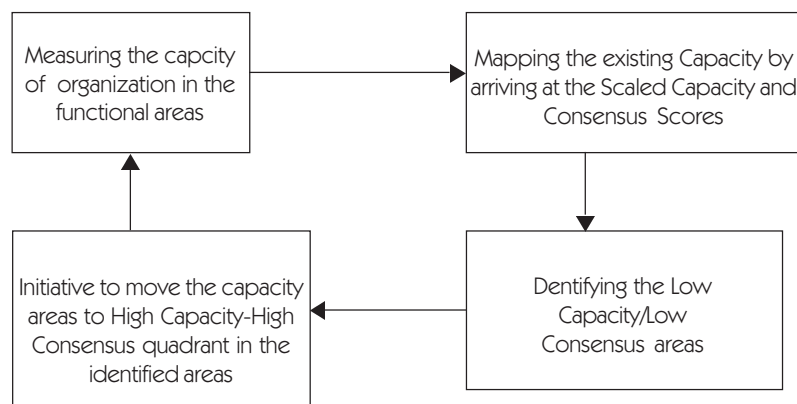 Measuring the capcity
of organization in the
functional areas
Mapping the existing Capacity by
arriving at the Scaled Capacity and
Consensus Scores
Initiative to move the capacity
areas to High Capacity-High
Consensus quadrant in the
identified areas
Dentifying the Low
Capacity/Low
Consensus areas